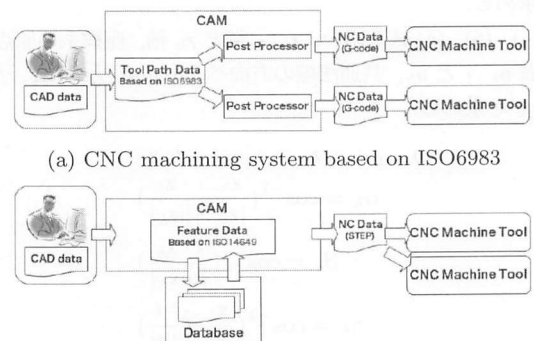 CAM
CAD data
Tool Path Data
Based on ISO6983
Post Processor
NC Data
(G-code)
CNC Machine Tool
Post Processor
NC Data
(G-code)
CNC Machine Tool
(a) CNC machining system based on ISO6983
CAM
CAD data
Feature Data
Based on ISO14649
NC Data
(STEP)
CNC Machine Tool
CNC Machine Tool
Database